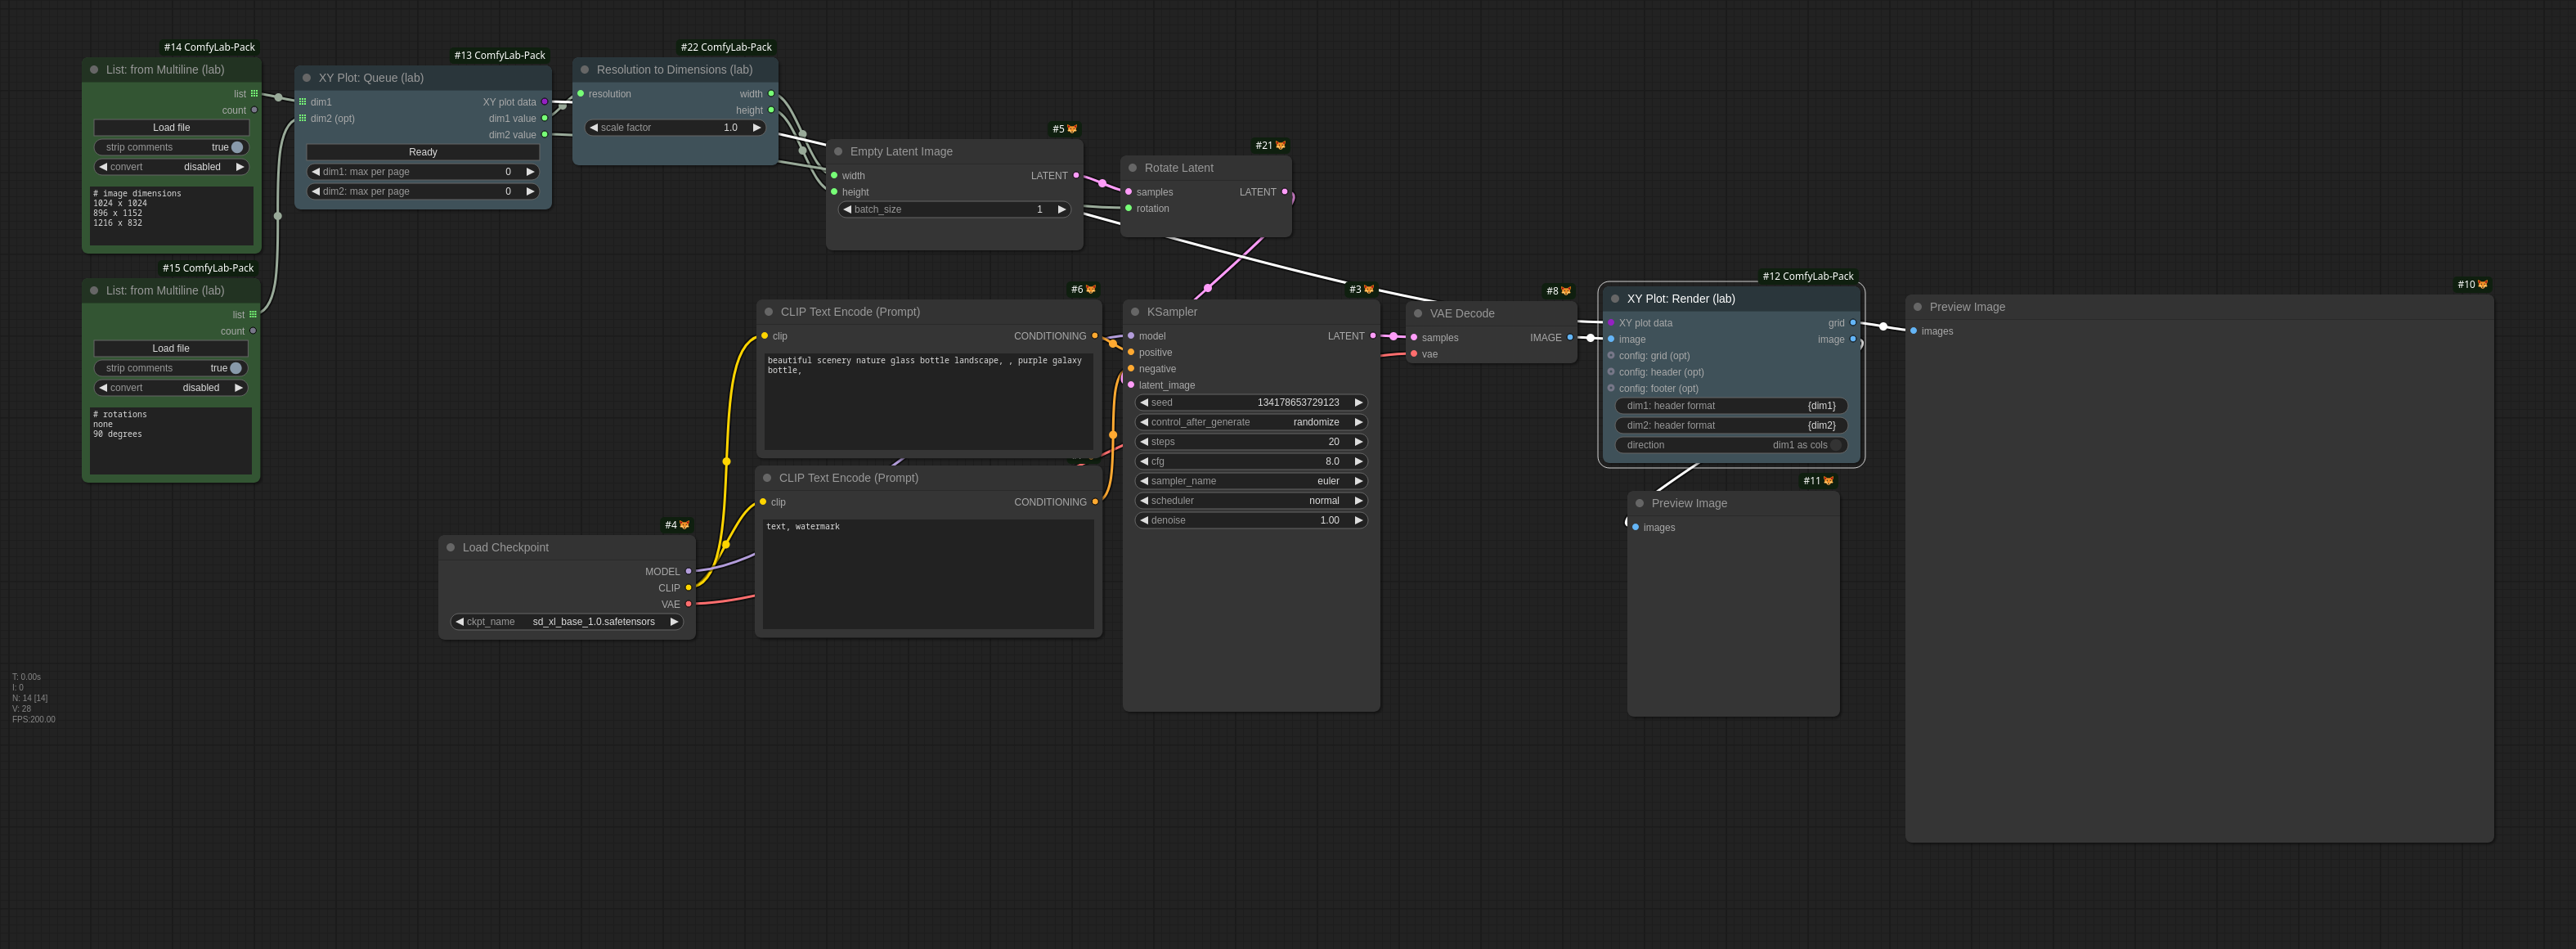 #14 ComfyLab-Pack
List: from Multiline (lab)
list
count
Load file
strip comments true
convert disabled
# image dimensions
1024 x 1024
896 x 1152
1216 x 832
#15 ComfyLab-Pack
List: from Multiline (lab)
list
count
Load file
strip comments true
convert disabled
# rotations
none
90 degrees
#13 ComfyLab-Pack
XY Plot: Queue (lab)
dim1 XY plot data
dim2 (opt) dim1 value
dim2 value
Ready
dim1: max per page 0
dim2: max per page 0
#22 ComfyLab-Pack
Resolution to Dimensions (lab)
resolution width
height
scale factor 1.0
#5
Empty Latent Image
width LATENT
height
batch_size 1
#21
Rotate Latent
samples LATENT
rotation
#6
CLIP Text Encode (Prompt)
clip CONDITIONING
beautiful scenery nature glass bottle landscape, , purple galaxy
bottle,
CLIP Text Encode (Prompt)
clip CONDITIONING
text, watermark
#4
Load Checkpoint
MODEL
CLIP
VAE
ckpt_name sd_xl_base_1.0.safetensors
#3
KSampler
model LATENT
positive
negative
latent_image
seed 134178653729123
control_after_generate randomize
steps 20
cfg 8.0
sampler_name euler
scheduler normal
denoise 1.00
#8
VAE Decode
samples IMAGE
vae
#12 ComfyLab-Pack
XY Plot: Render (lab)
XY plot data grid
image image
config: grid (opt)
config: header (opt)
config: footer (opt)
dim1: header format {dim1}
dim2: header format {dim2}
direction dim1 as cols
#11
Preview Image
images
#10
Preview Image
images
T: 0.00s
I: 0
N: 14 [14]
V: 28
FPS:200.00